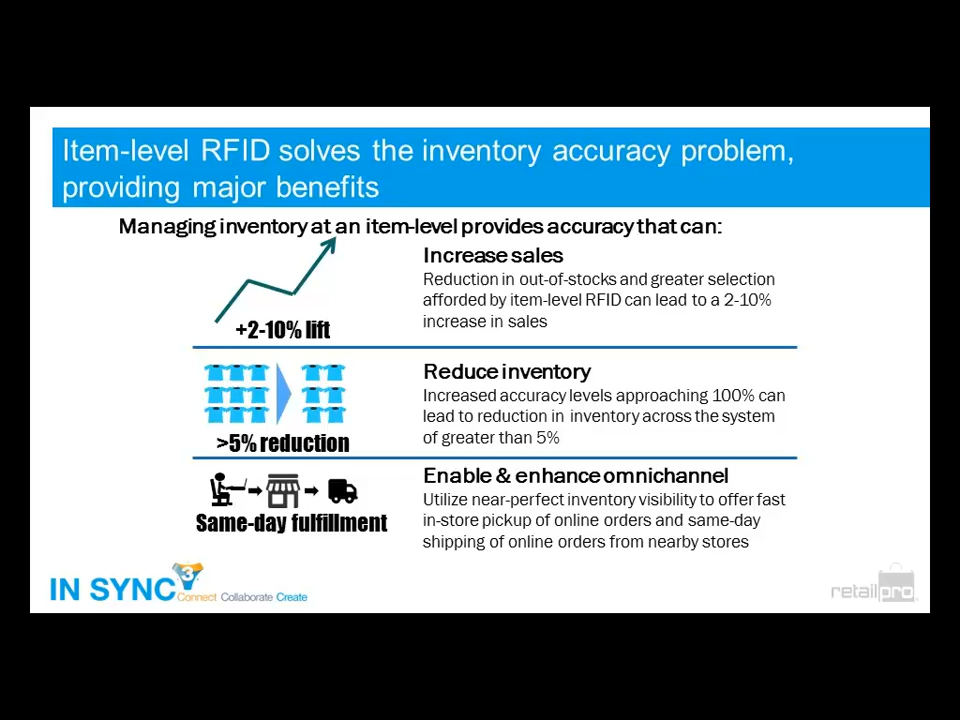 Item-level RFID solves the inventory accuracy problem,
providing major benefits
Managing inventory at an item-level provides accuracy that can:
+2-10% lift
Increase sales
Reduction in out-of-stocks and greater selection
afforded by item-level RFID can lead to a 2-10%
increase in sales
>5% reduction
Reduce inventory
Increased accuracy levels approaching 100% can
lead to reduction in inventory across the system
of greater than 5%
Same-day fulfillment
Enable & enhance omnichannel
Utilize near-perfect inventory visibility to offer fast
in-store pickup of online orders and same-day
shipping of online orders from nearby stores
IN SYNC 3
Connect Collaborate Create
retail pro